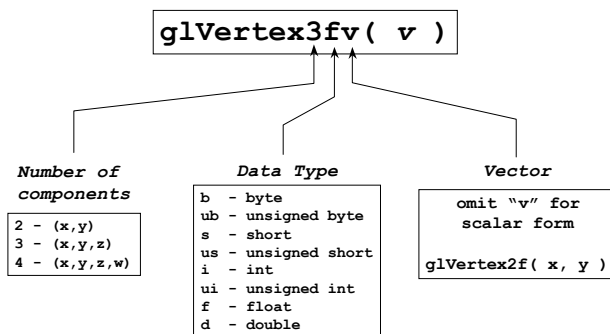 glVertex3fv( v )
Number of
components
2 - (x,y)
3 - (x,y,z)
4 - (x,y,z,w)
Data Type
b - byte
ub - unsigned byte
s - short
us - unsigned short
i - int
ui - unsigned int
f - float
d - double
Vector
omit “v” for
scalar form
glVertex2f( x, y )